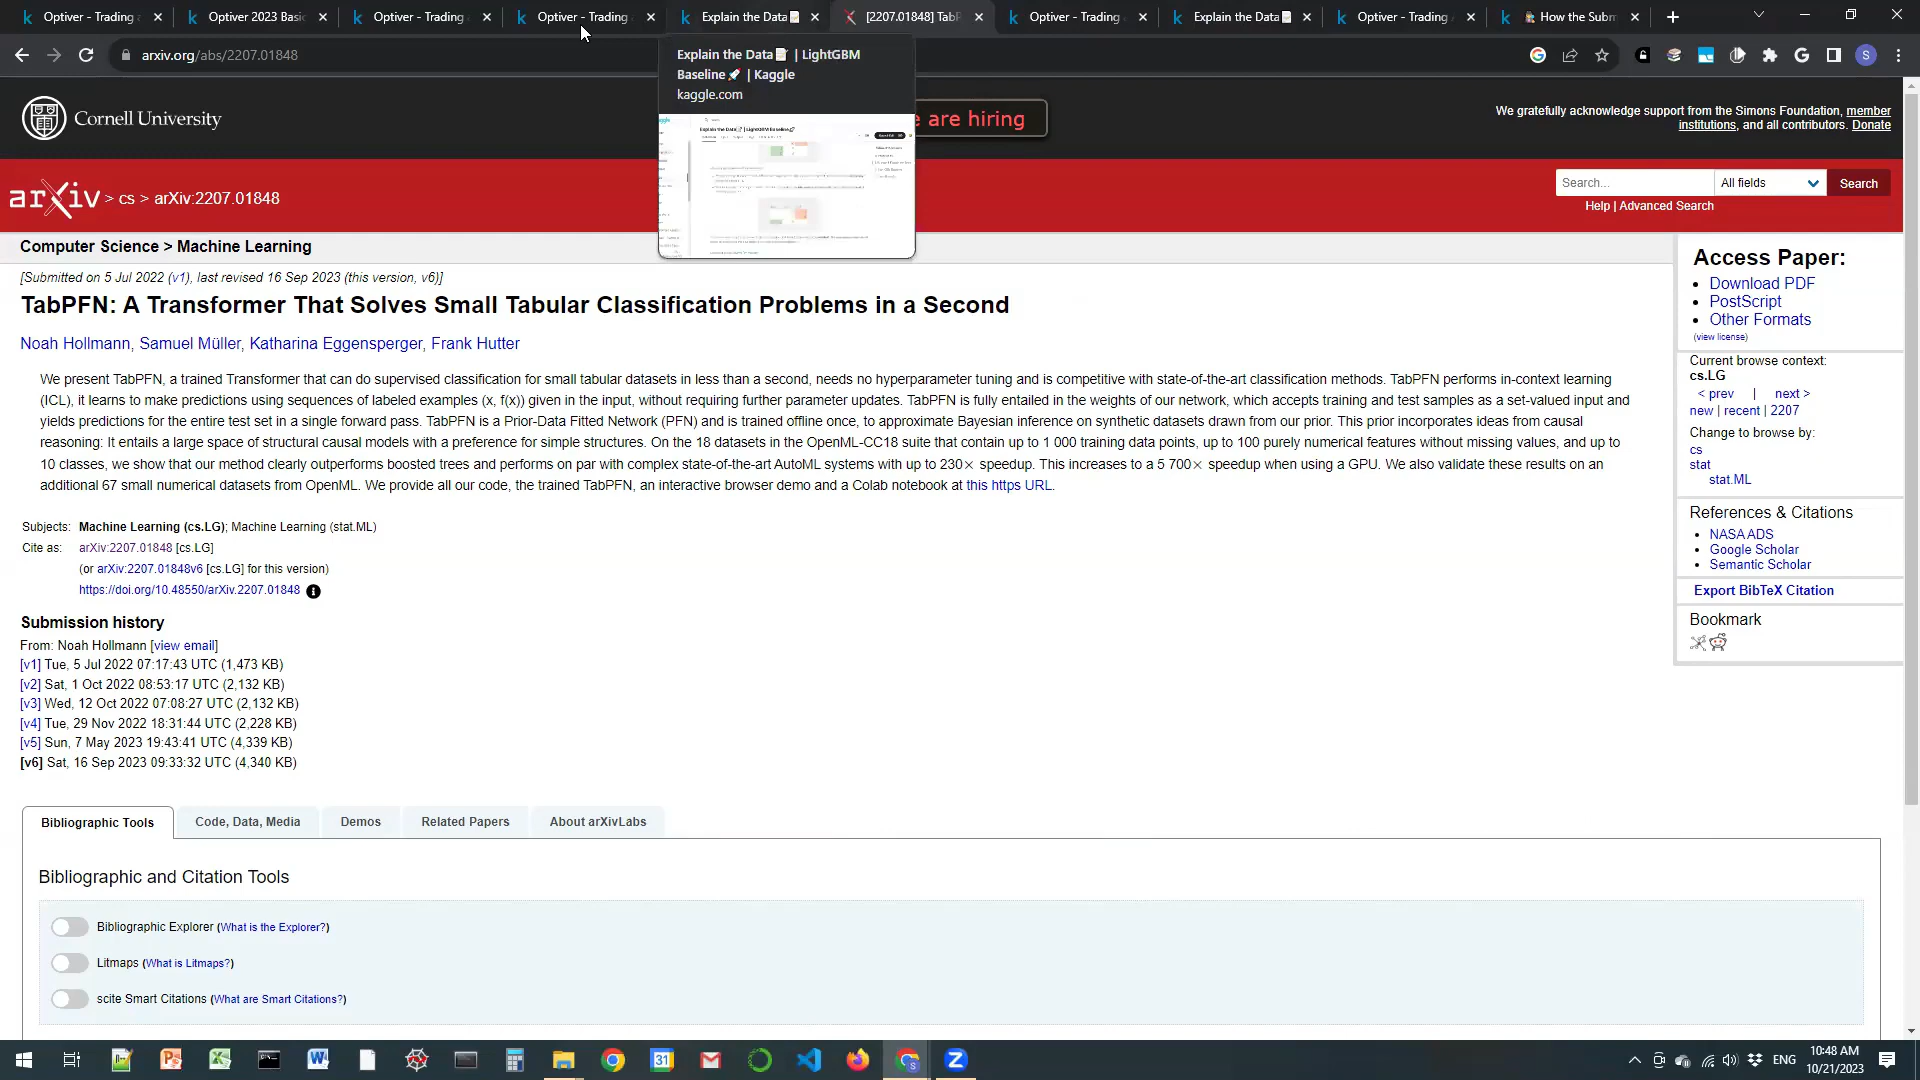 Optiver - Trading
Optiver 2023 Basi
Optiver - Trading
Optiver - Trading
Explain the Data
[2207.01848] TabP
Optiver - Trading
Explain the Data
Optiver - Trading
How the Subm
arxiv.org/abs/2207.01848
Explain the Data | LightGBM
Baseline | Kaggle
kaggle.com
Cornell University
are hiring
We gratefully acknowledge support from the Simons Foundation, member
institutions, and all contributors. Donate
arXiv > cs > arXiv:2207.01848
Search...
All fields
Search
Help | Advanced Search
Computer Science > Machine Learning
[Submitted on 5 Jul 2022 (v1), last revised 16 Sep 2023 (this version, v6)]
TabPFN: A Transformer That Solves Small Tabular Classification Problems in a Second
Noah Hollmann, Samuel Müller, Katharina Eggensperger, Frank Hutter
We present TabPFN, a trained Transformer that can do supervised classification for small tabular datasets in less than a second, needs no hyperparameter tuning and is competitive with state-of-the-art classification methods. TabPFN performs in-context learning
(ICL), it learns to make predictions using sequences of labeled examples (x, f(x)) given in the input, without requiring further parameter updates. TabPFN is fully entailed in the weights of our network, which accepts training and test samples as a set-valued input and
yields predictions for the entire test set in a single forward pass. TabPFN is a Prior-Data Fitted Network (PFN) and is trained offline once, to approximate Bayesian inference on synthetic datasets drawn from our prior. This prior incorporates ideas from causal
reasoning: It entails a large space of structural causal models with a preference for simple structures. On the 18 datasets in the OpenML-CC18 suite that contain up to 1 000 training data points, up to 100 purely numerical features without missing values, and up to
10 classes, we show that our method clearly outperforms boosted trees and performs on par with complex state-of-the-art AutoML systems with up to 230× speedup. This increases to a 5 700× speedup when using a GPU. We also validate these results on an
additional 67 small numerical datasets from OpenML. We provide all our code, the trained TabPFN, an interactive browser demo and a Colab notebook at this https URL.
Subjects: Machine Learning (cs.LG); Machine Learning (stat.ML)
Cite as: arXiv:2207.01848 [cs.LG]
(or arXiv:2207.01848v6 [cs.LG] for this version)
https://doi.org/10.48550/arXiv.2207.01848
Submission history
From: Noah Hollmann [view email]
[v1] Tue, 5 Jul 2022 07:17:43 UTC (1,473 KB)
[v2] Sat, 1 Oct 2022 08:53:17 UTC (2,132 KB)
[v3] Wed, 12 Oct 2022 07:08:27 UTC (2,132 KB)
[v4] Tue, 29 Nov 2022 18:31:44 UTC (2,228 KB)
[v5] Sun, 7 May 2023 19:43:41 UTC (4,339 KB)
[v6] Sat, 16 Sep 2023 09:33:32 UTC (4,340 KB)
Access Paper:
Download PDF
PostScript
Other Formats
(view license)
Current browse context:
cs.LG
< prev | next >
new | recent | 2207
Change to browse by:
cs
stat
stat.ML
References & Citations
NASA ADS
Google Scholar
Semantic Scholar
Export BibTeX Citation
Bookmark
Bibliographic Tools
Code, Data, Media
Demos
Related Papers
About arXivLabs
Bibliographic and Citation Tools
Bibliographic Explorer (What is the Explorer?)
Litmaps (What is Litmaps?)
scite Smart Citations (What are Smart Citations?)
ENG
10:48 AM
10/21/2023